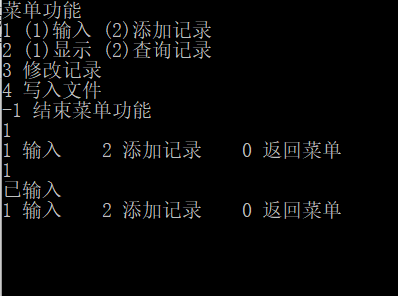 菜单功能
1 (1)输入 (2)添加记录
2 (1)显示 (2)查询记录
3 修改记录
4 写入文件
-1 结束菜单功能
1
1 输入    2 添加记录    0 返回菜单
1
已输入
1 输入    2 添加记录    0 返回菜单